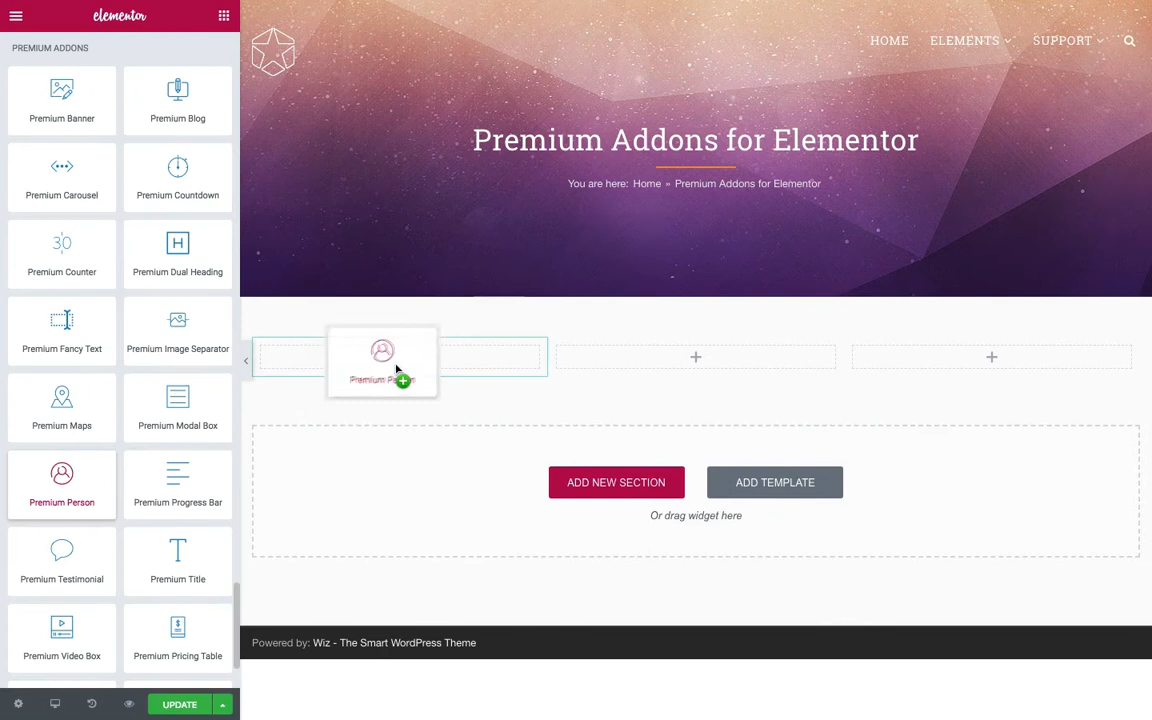 elementor
PREMIUM ADDONS
Premium Banner
Premium Blog
Premium Carousel
Premium Countdown
30
Premium Counter
H
Premium Dual Heading
Premium Fancy Text
Premium Image Separator
Premium Maps
Premium Modal Box
Premium Person
Premium Progress Bar
Premium Testimonial
Premium Title
Premium Video Box
Premium Pricing Table
UPDATE
HOME
ELEMENTS
SUPPORT
Premium Addons for Elementor
You are here: Home » Premium Addons for Elementor
Premium
ADD NEW SECTION
ADD TEMPLATE
Or drag widget here
Powered by: Wiz - The Smart WordPress Theme